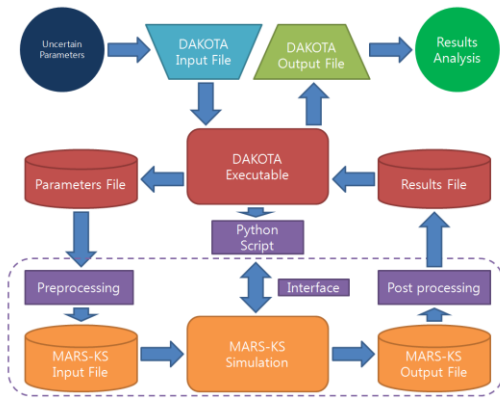 Uncertain
Parameters
DAKOTA
Input File
DAKOTA
Output File
Results
Analysis
DAKOTA
Executable
Parameters File
Results File
Python
Script
Preprocessing
Interface
Post processing
MARS-KS
Input File
MARS-KS
Simulation
MARS-KS
Output File